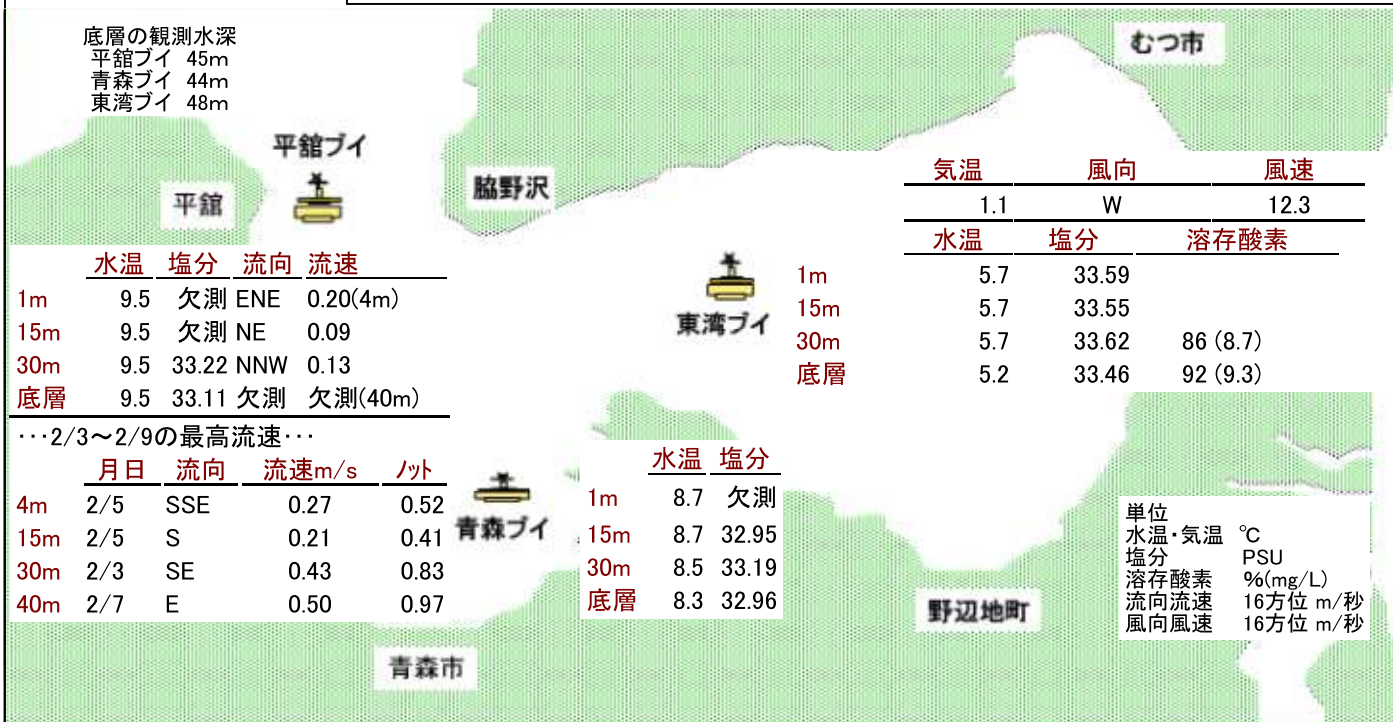 底層の観測水深
平舘ブイ 45m
青森ブイ 44m
東湾ブイ 48m
むつ市
平舘ブイ
平舘
脇野沢
気温 風向 風速
1.1 W 12.3
水温 塩分 溶存酸素
1m 5.7 33.59
15m 5.7 33.55
30m 5.7 33.62 86 (8.7)
底層 5.2 33.46 92 (9.3)
東湾ブイ
水温 塩分 流向 流速
1m 9.5 欠測 ENE 0.20(4m)
15m 9.5 欠測 NE 0.09
30m 9.5 33.22 NNW 0.13
底層 9.5 33.11 欠測 欠測(40m)
…2/3～2/9の最高流速…
月日 流向 流速m/s ノット
4m 2/5 SSE 0.27 0.52
15m 2/5 S 0.21 0.41
30m 2/3 SE 0.43 0.83
40m 2/7 E 0.50 0.97
青森ブイ
水温 塩分
1m 8.7 欠測
15m 8.7 32.95
30m 8.5 33.19
底層 8.3 32.96
単位
水温・気温 ℃
塩分 PSU
溶存酸素 %(mg/L)
流向流速 16方位 m/秒
風向風速 16方位 m/秒
野辺地町
青森市